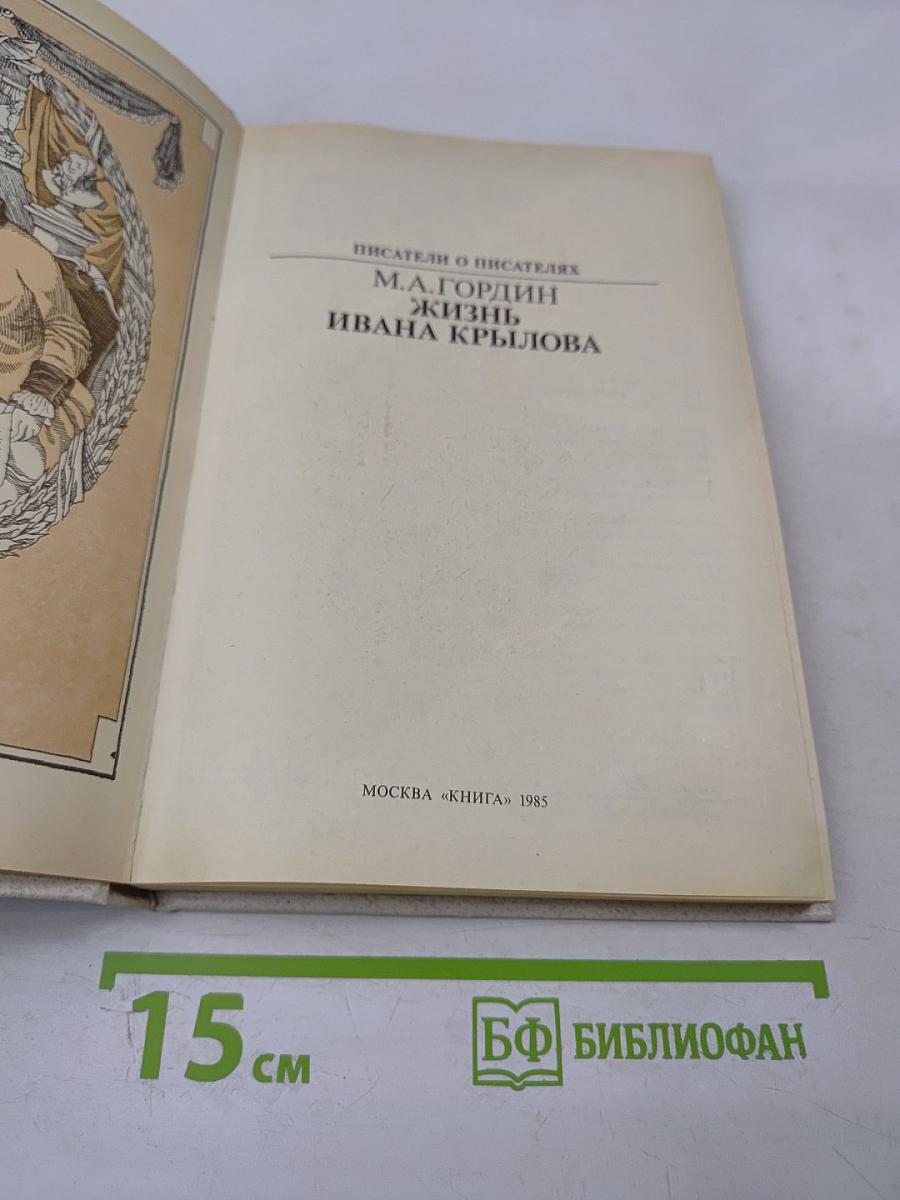 ПИСАТЕЛИ О ПИСАТЕЛЯХ
М.А.ГОРДИН
ЖИЗНЬ
ИВАНА КРЫЛОВА
МОСКВА «КНИГА» 1985
15 см
БФ БИБЛИОФАН